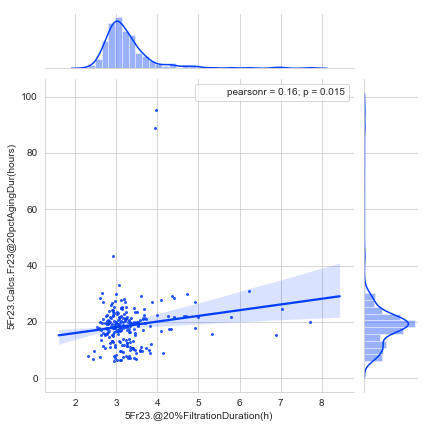 pearsonr = 0.16; p = 0.015
100
80
60
40
20
0
5Fr23.Calcs.Fr23@20pctAgingDur(hours)
2 3 4 5 6 7 8
5Fr23.@20%FiltrationDuration(h)